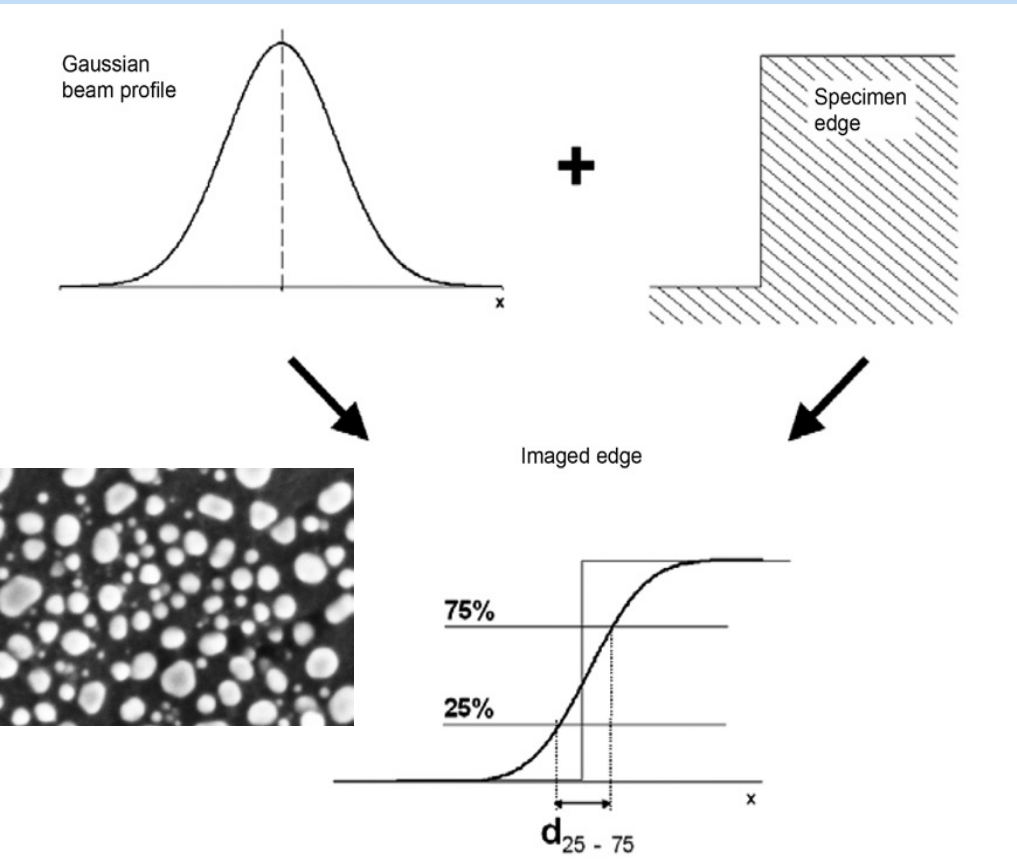 Gaussian
beam profile
Specimen
edge
+
x
Imaged edge
75%
25%
x
d25 - 75